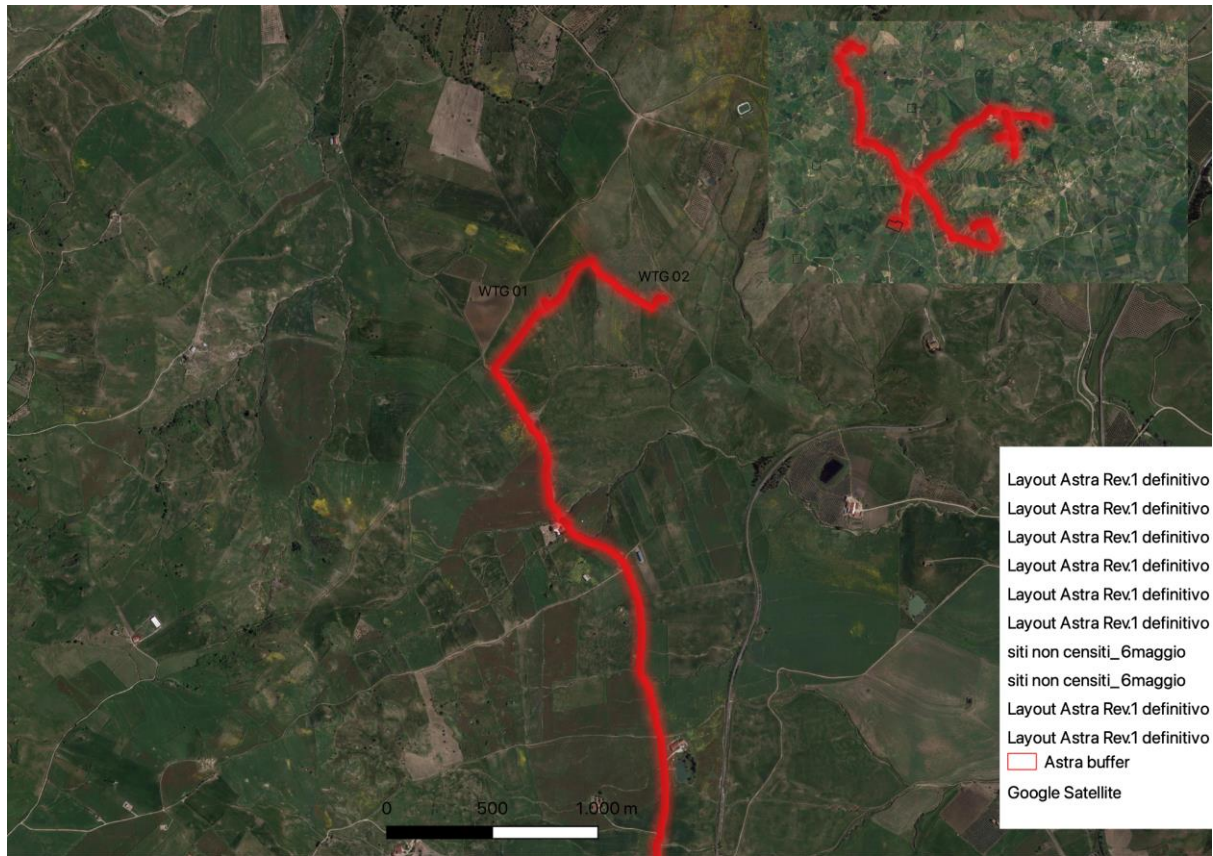 WTG 01
WTG 02
Layout Astra Rev.1 definitivo
Layout Astra Rev.1 definitivo
Layout Astra Rev.1 definitivo
Layout Astra Rev.1 definitivo
Layout Astra Rev.1 definitivo
Layout Astra Rev.1 definitivo
siti non censiti_6maggio
siti non censiti_6maggio
Layout Astra Rev.1 definitivo
Layout Astra Rev.1 definitivo
Astra buffer
Google Satellite
0 500 1.000 m